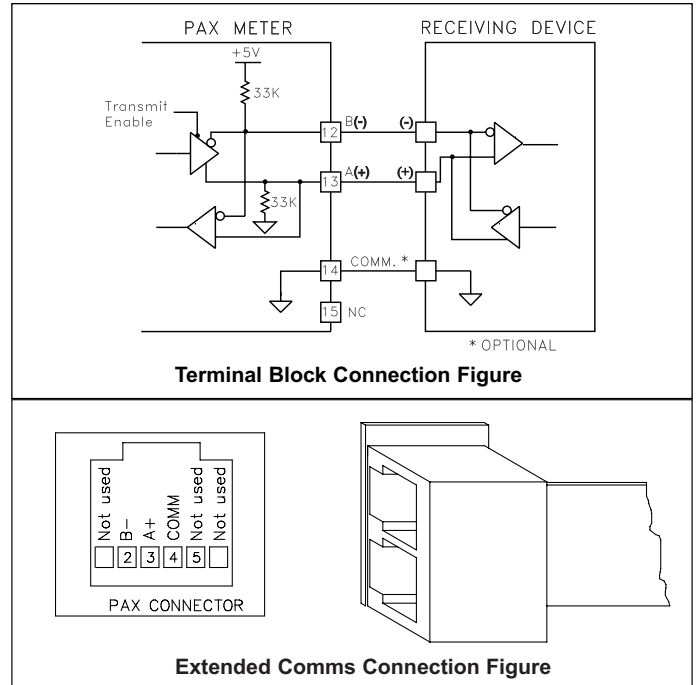 PAX METER
RECEIVING DEVICE
+5V
33K
Transmit
Enable
12
B(-)
(-)
13
A(+)
(+)
33K
14
COMM. *
15
NC
* OPTIONAL
Terminal Block Connection Figure
Not used
B-
A+
COMM
Not used
Not used
2
3
4
5
PAX CONNECTOR
Extended Comms Connection Figure